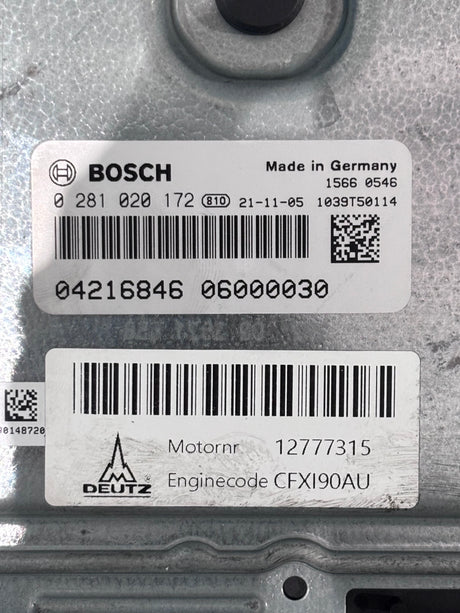 BOSCH Made in Germany
1566 0546
0 281 020 172 B10 21-11-05 1039T50114
04216846 06000030
Motornr 12777315
DEUTZ Enginecode CFXI90AU